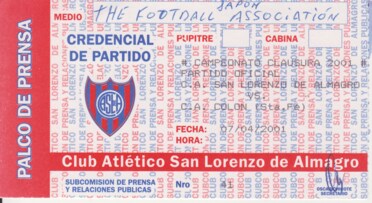 PALCO DE PRENSA
MEDIO THE FOOTBALL JAPON ASSOCIATION
CREDENCIAL
DE PARTIDO
PUPITRE CABINA
* CAMPEONATO CLAUSURA 2001 *
PARTIDO OFICIAL
C.A. SAN LORENZO DE ALMAGRO
VS.
C.A. COLON (Sta.Fé)
FECHA: 07/04/2001
HORA:
Club Atlético San Lorenzo de Almagro
SUBCOMISION DE PRENSA
Y RELACIONES PUBLICAS
Nro 41
SECRETARIO